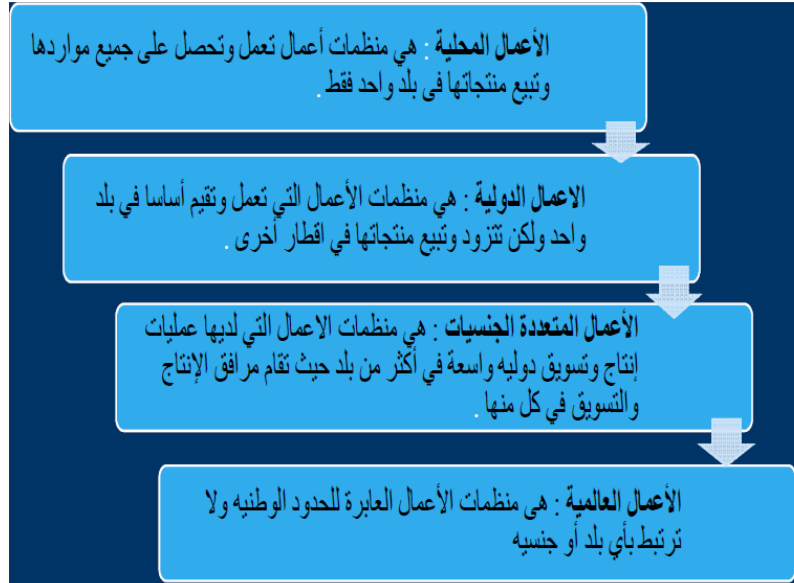 الأعمال المحلية : هي منظمات أعمال تعمل وتحصل على جميع مواردها
وتبيع منتجاتها فى بلد واحد فقط .
الاعمال الدولية : هي منظمات الأعمال التي تعمل وتقيم أساسا في بلد
واحد ولكن تتزود وتبيع منتجاتها في اقطار أخرى .
الأعمال المتعددة الجنسيات : هي منظمات الاعمال التي لديها عمليات
إنتاج وتسويق دوليه واسعة في أكثر من بلد حيث تقام مرافق الإنتاج
والتسويق في كل منها .
الأعمال العالمية : هى منظمات الأعمال العابرة للحدود الوطنيه ولا
ترتبط بأي بلد أو جنسيه